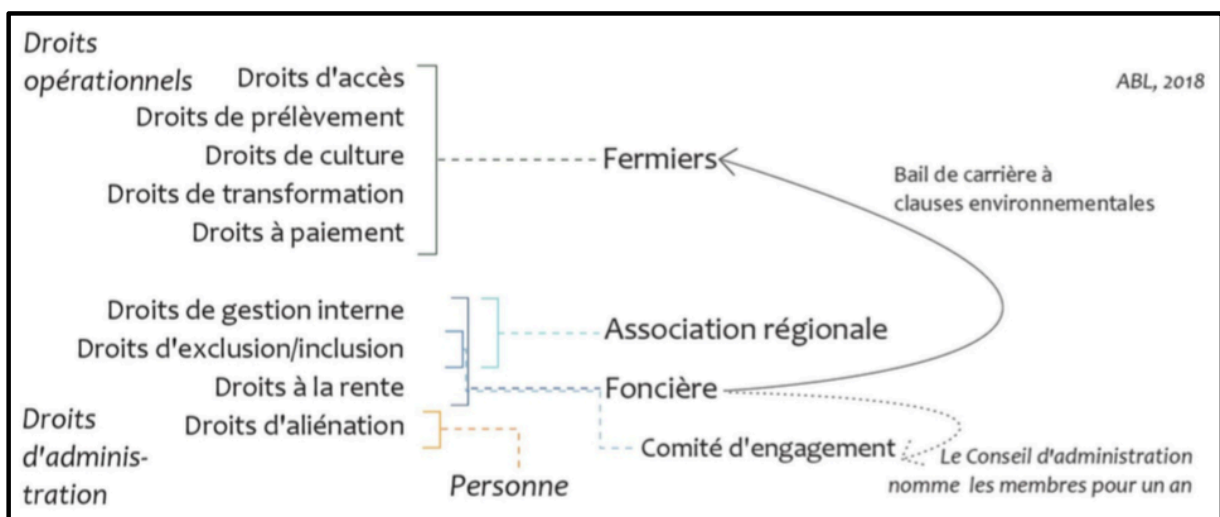 Droits
opérationnels
Droits d'accès
Droits de prélèvement
Droits de culture
Droits de transformation
Droits à paiement
ABL, 2018
Fermiers
Bail de carrière à
clauses environnementales
Droits de gestion interne
Droits d'exclusion/inclusion
Droits à la rente
Droits d'aliénation
Droits
d'adminis-
tration
Association régionale
Foncière
Comité d'engagement
Personne
Le Conseil d'administration
nomme les membres pour un an